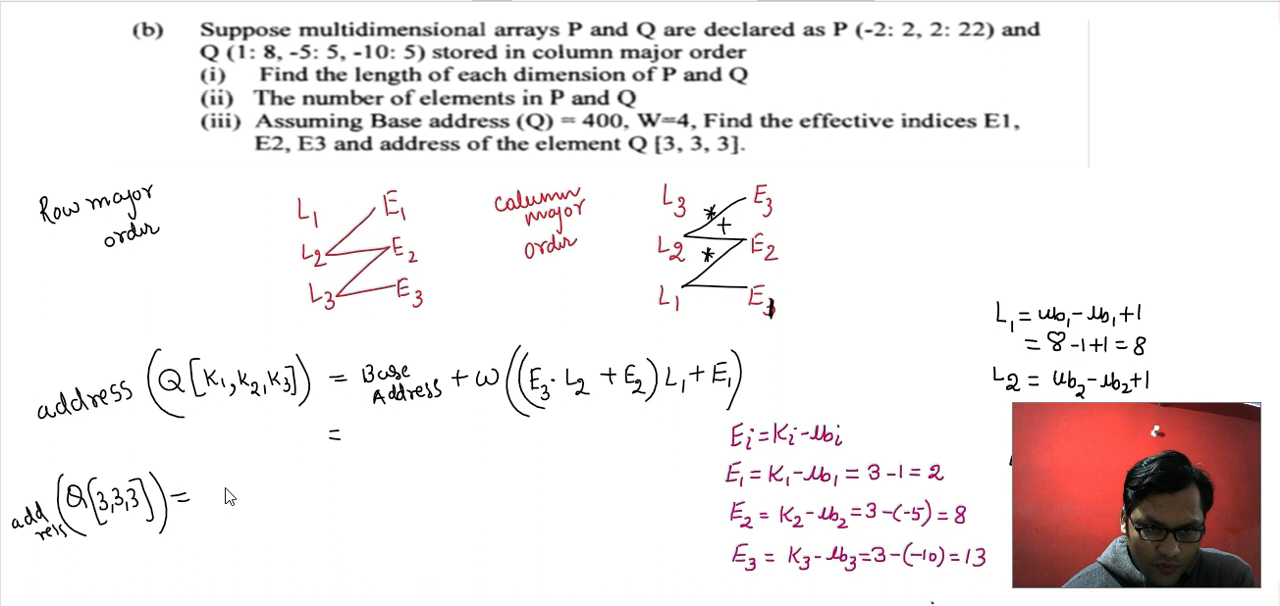 (b) Suppose multidimensional arrays P and Q are declared as P (-2: 2, 2: 22) and
Q (1: 8, -5: 5, -10: 5) stored in column major order
(i) Find the length of each dimension of P and Q
(ii) The number of elements in P and Q
(iii) Assuming Base address (Q) = 400, W=4, Find the effective indices E1,
E2, E3 and address of the element Q [3, 3, 3].
Row major
order
L1 E1
L2 E2
L3 E3
Calumn
major
order
L3 * E3
+
L2 * E2
L1 E1
L1 = ub1 - lb1 + 1
= 8 - 1 + 1 = 8
L2 = ub2 - lb2 + 1
address (Q[K1, K2, K3]) = Base Address + W((E3 · L2 + E2) L1 + E1)
=
Ei = Ki - lbi
E1 = K1 - lb1 = 3 - 1 = 2
E2 = K2 - lb2 = 3 - (-5) = 8
E3 = K3 - lb3 = 3 - (-10) = 13
address (Q[3,3,3]) =